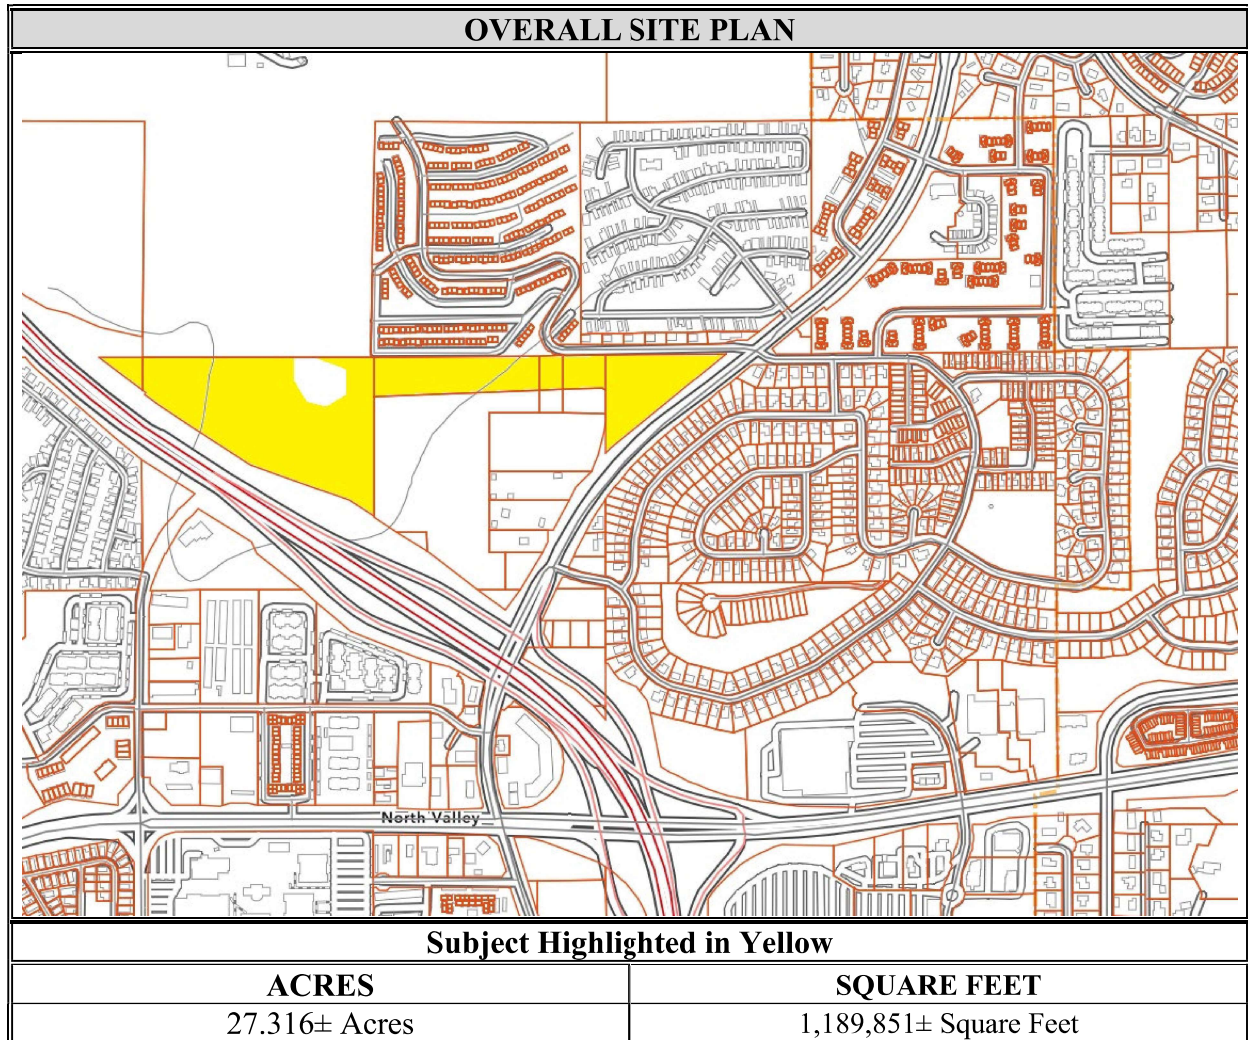 OVERALL SITE PLAN
North Valley
Subject Highlighted in Yellow
ACRES
SQUARE FEET
27.316± Acres
1,189,851± Square Feet